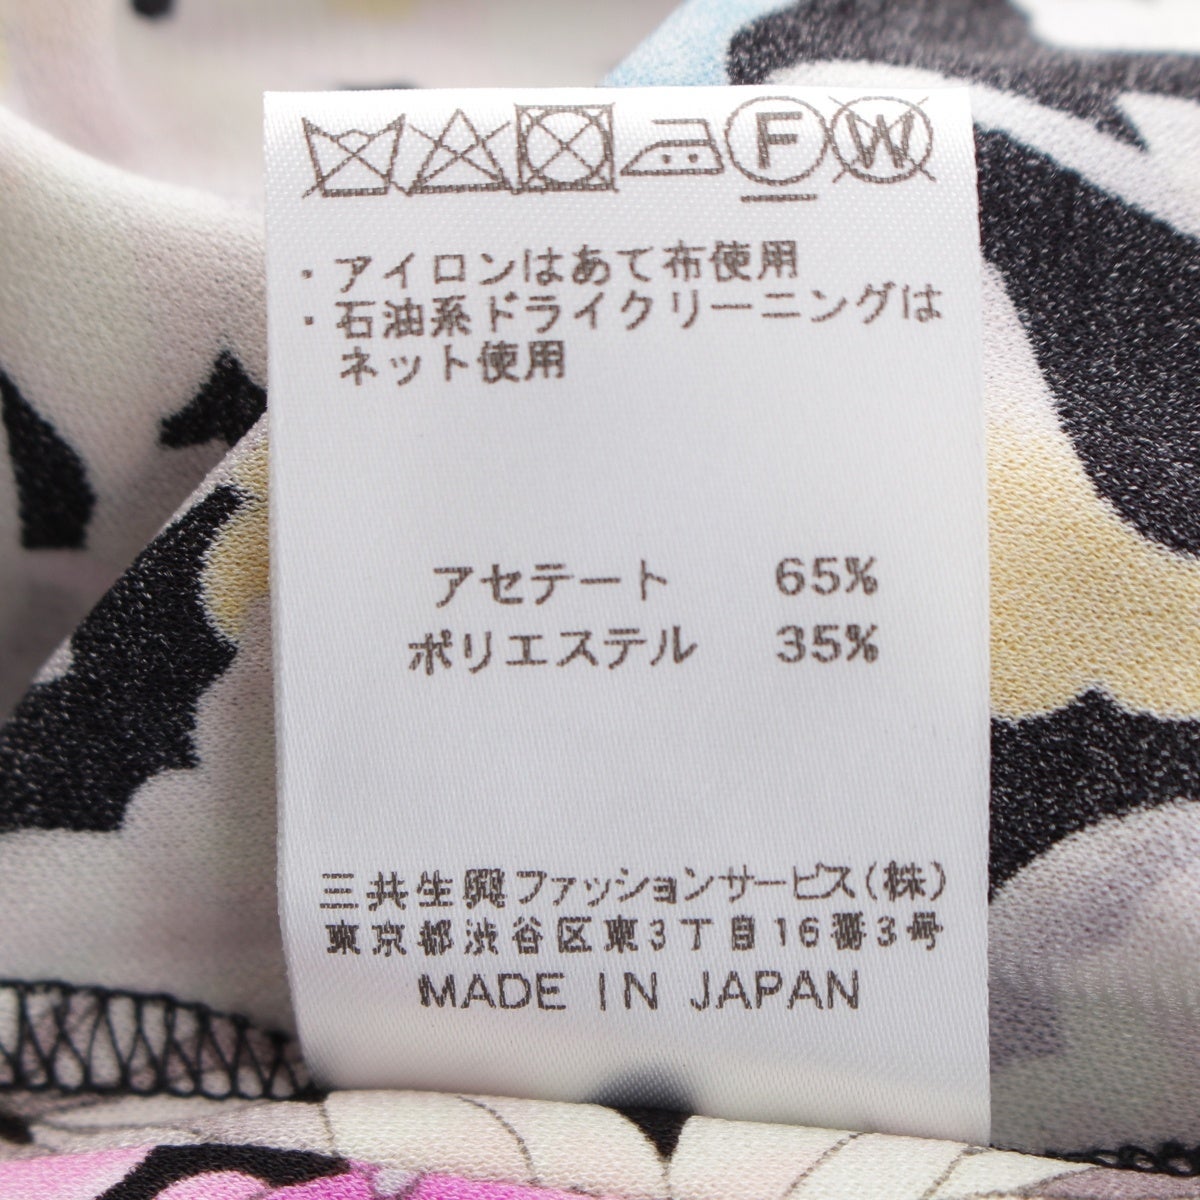 F W
・アイロンはあて布使用
・石油系ドライクリーニングは
ネット使用
アセテート 65%
ポリエステル 35%
三共生興ファッションサービス(株)
東京都渋谷区東3丁目16番3号
MADE IN JAPAN